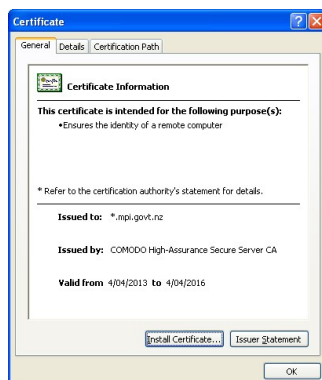 Certificate
General Details Certification Path
Certificate Information
This certificate is intended for the following purpose(s):
•Ensures the identity of a remote computer
* Refer to the certification authority's statement for details.
Issued to: *.mpi.govt.nz
Issued by: COMODO High-Assurance Secure Server CA
Valid from 4/04/2013 to 4/04/2016
Install Certificate... Issuer Statement
OK